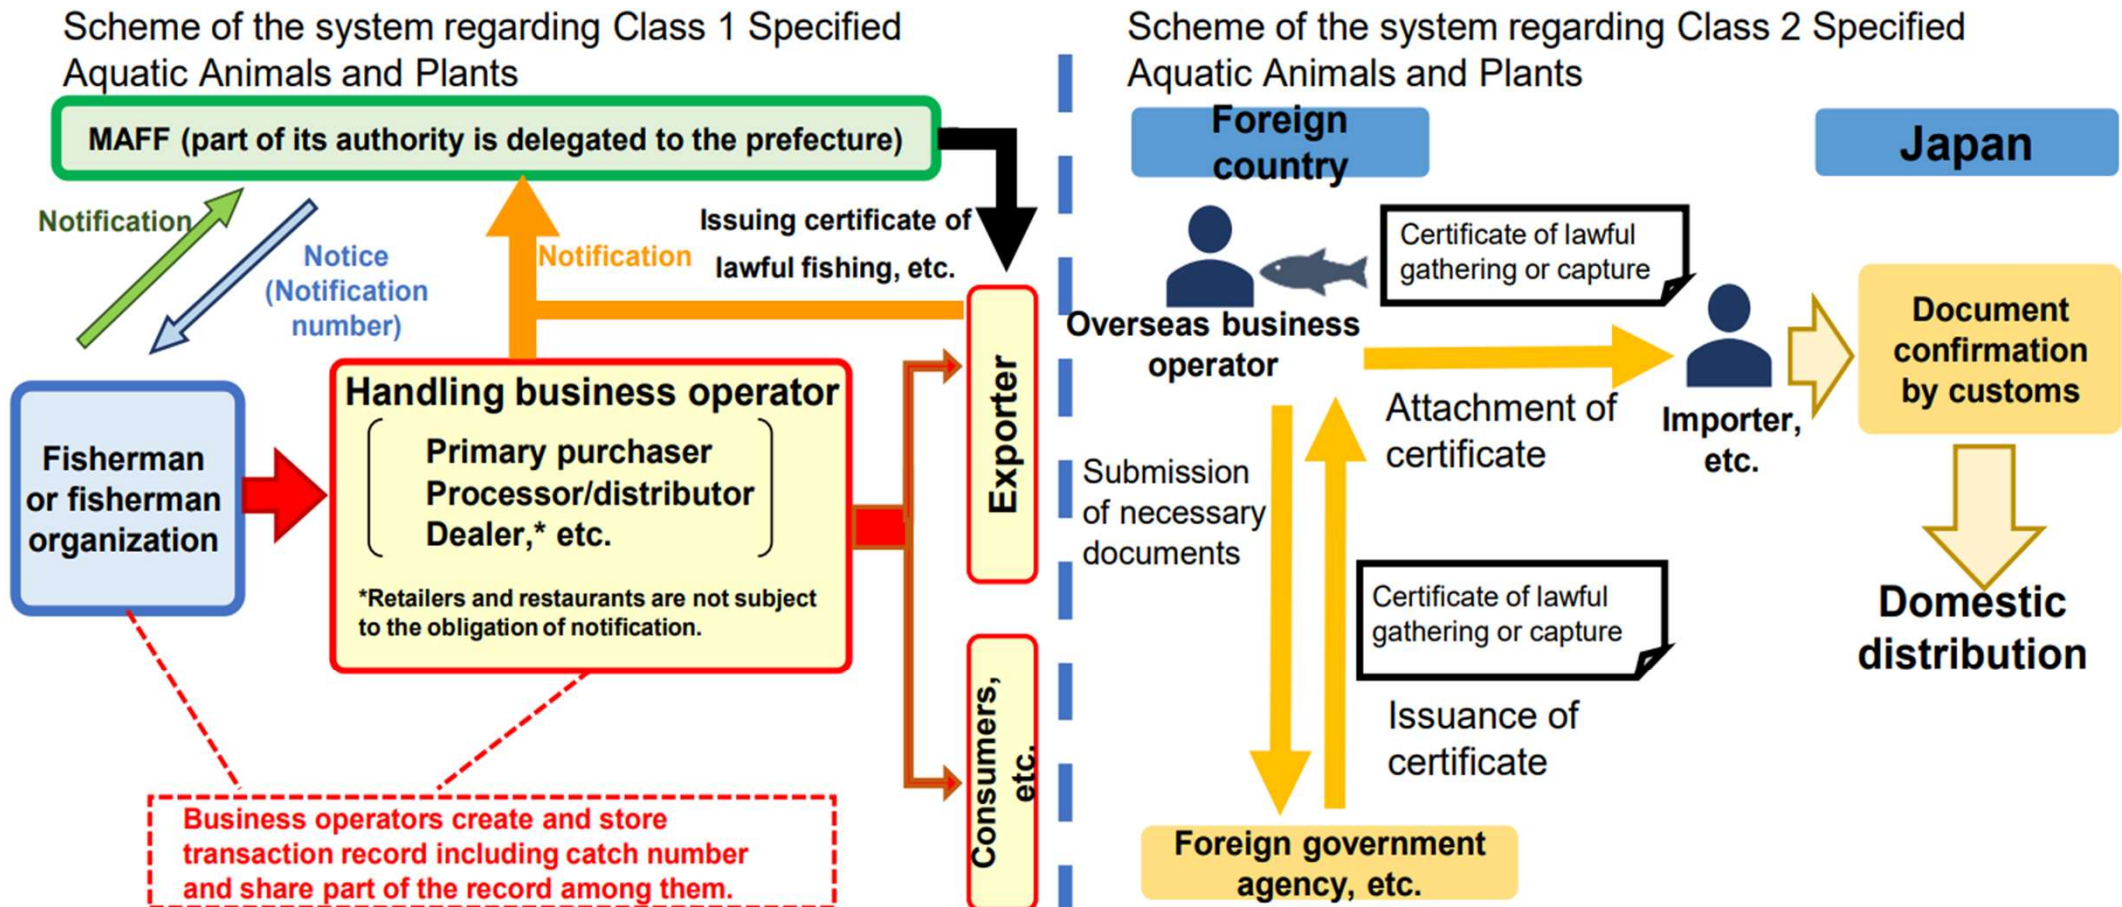 Scheme of the system regarding Class 1 Specified
Aquatic Animals and Plants
MAFF (part of its authority is delegated to the prefecture)
Notification
Notice
(Notification
number)
Notification
Issuing certificate of
lawful fishing, etc.
Fisherman
or fisherman
organization
Handling business operator
Primary purchaser
Processor/distributor
Dealer,* etc.
*Retailers and restaurants are not subject
to the obligation of notification.
Exporter
Consumers,
etc.
Business operators create and store
transaction record including catch number
and share part of the record among them.
Scheme of the system regarding Class 2 Specified
Aquatic Animals and Plants
Foreign
country
Japan
Certificate of lawful
gathering or capture
Overseas business
operator
Attachment of
certificate
Importer,
etc.
Document
confirmation
by customs
Submission
of necessary
documents
Certificate of lawful
gathering or capture
Issuance of
certificate
Domestic
distribution
Foreign government
agency, etc.